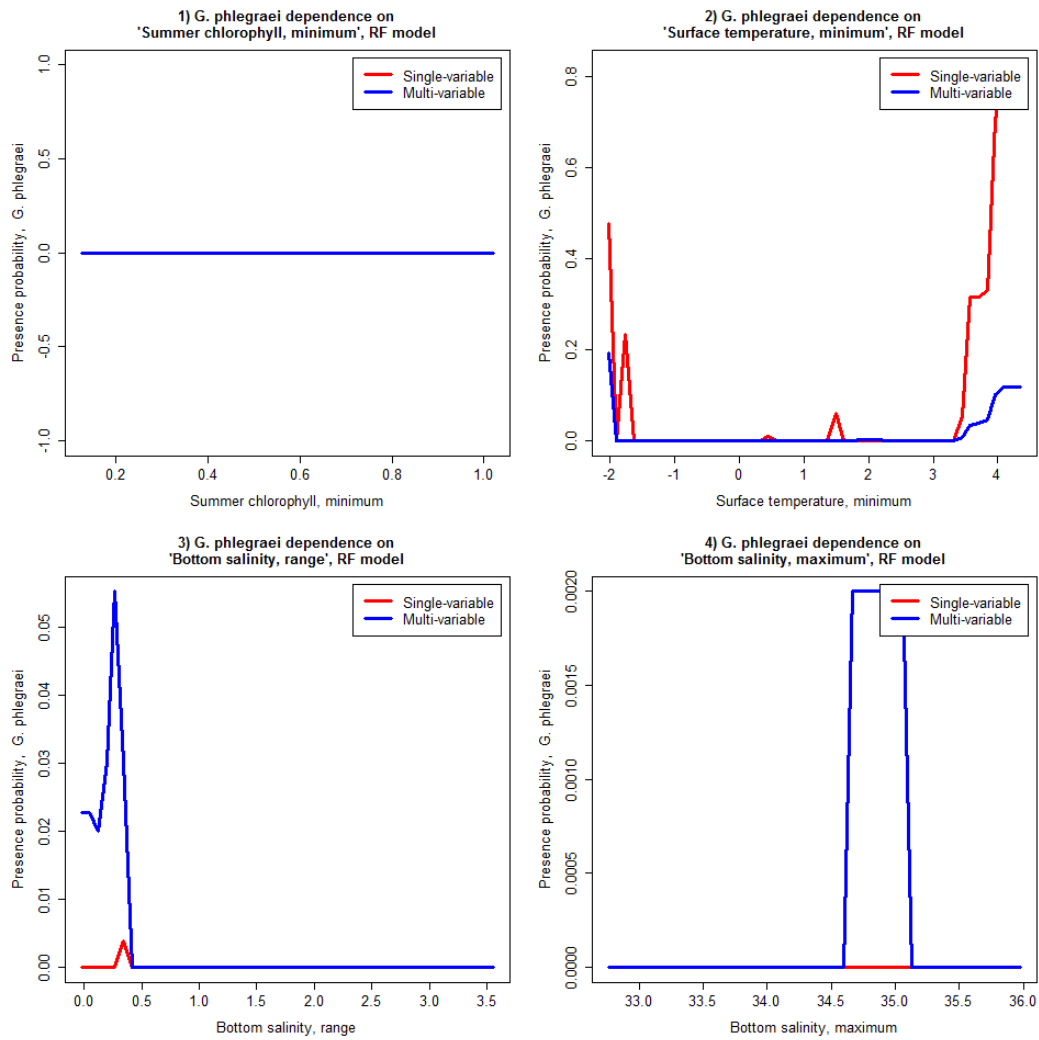 1) G. phlegraei dependence on
'Summer chlorophyll, minimum', RF model
Single-variable
Multi-variable
Presence probability, G. phlegraei
1.0
0.5
0.0
-0.5
-1.0
0.2 0.4 0.6 0.8 1.0
Summer chlorophyll, minimum
2) G. phlegraei dependence on
'Surface temperature, minimum', RF model
Single-variable
Multi-variable
Presence probability, G. phlegraei
0.8
0.6
0.4
0.2
0.0
-2 -1 0 1 2 3 4
Surface temperature, minimum
3) G. phlegraei dependence on
'Bottom salinity, range', RF model
Single-variable
Multi-variable
Presence probability, G. phlegraei
0.05
0.04
0.03
0.02
0.01
0.00
0.0 0.5 1.0 1.5 2.0 2.5 3.0 3.5
Bottom salinity, range
4) G. phlegraei dependence on
'Bottom salinity, maximum', RF model
Single-variable
Multi-variable
Presence probability, G. phlegraei
0.0020
0.0015
0.0010
0.0005
0.0000
33.0 33.5 34.0 34.5 35.0 35.5 36.0
Bottom salinity, maximum